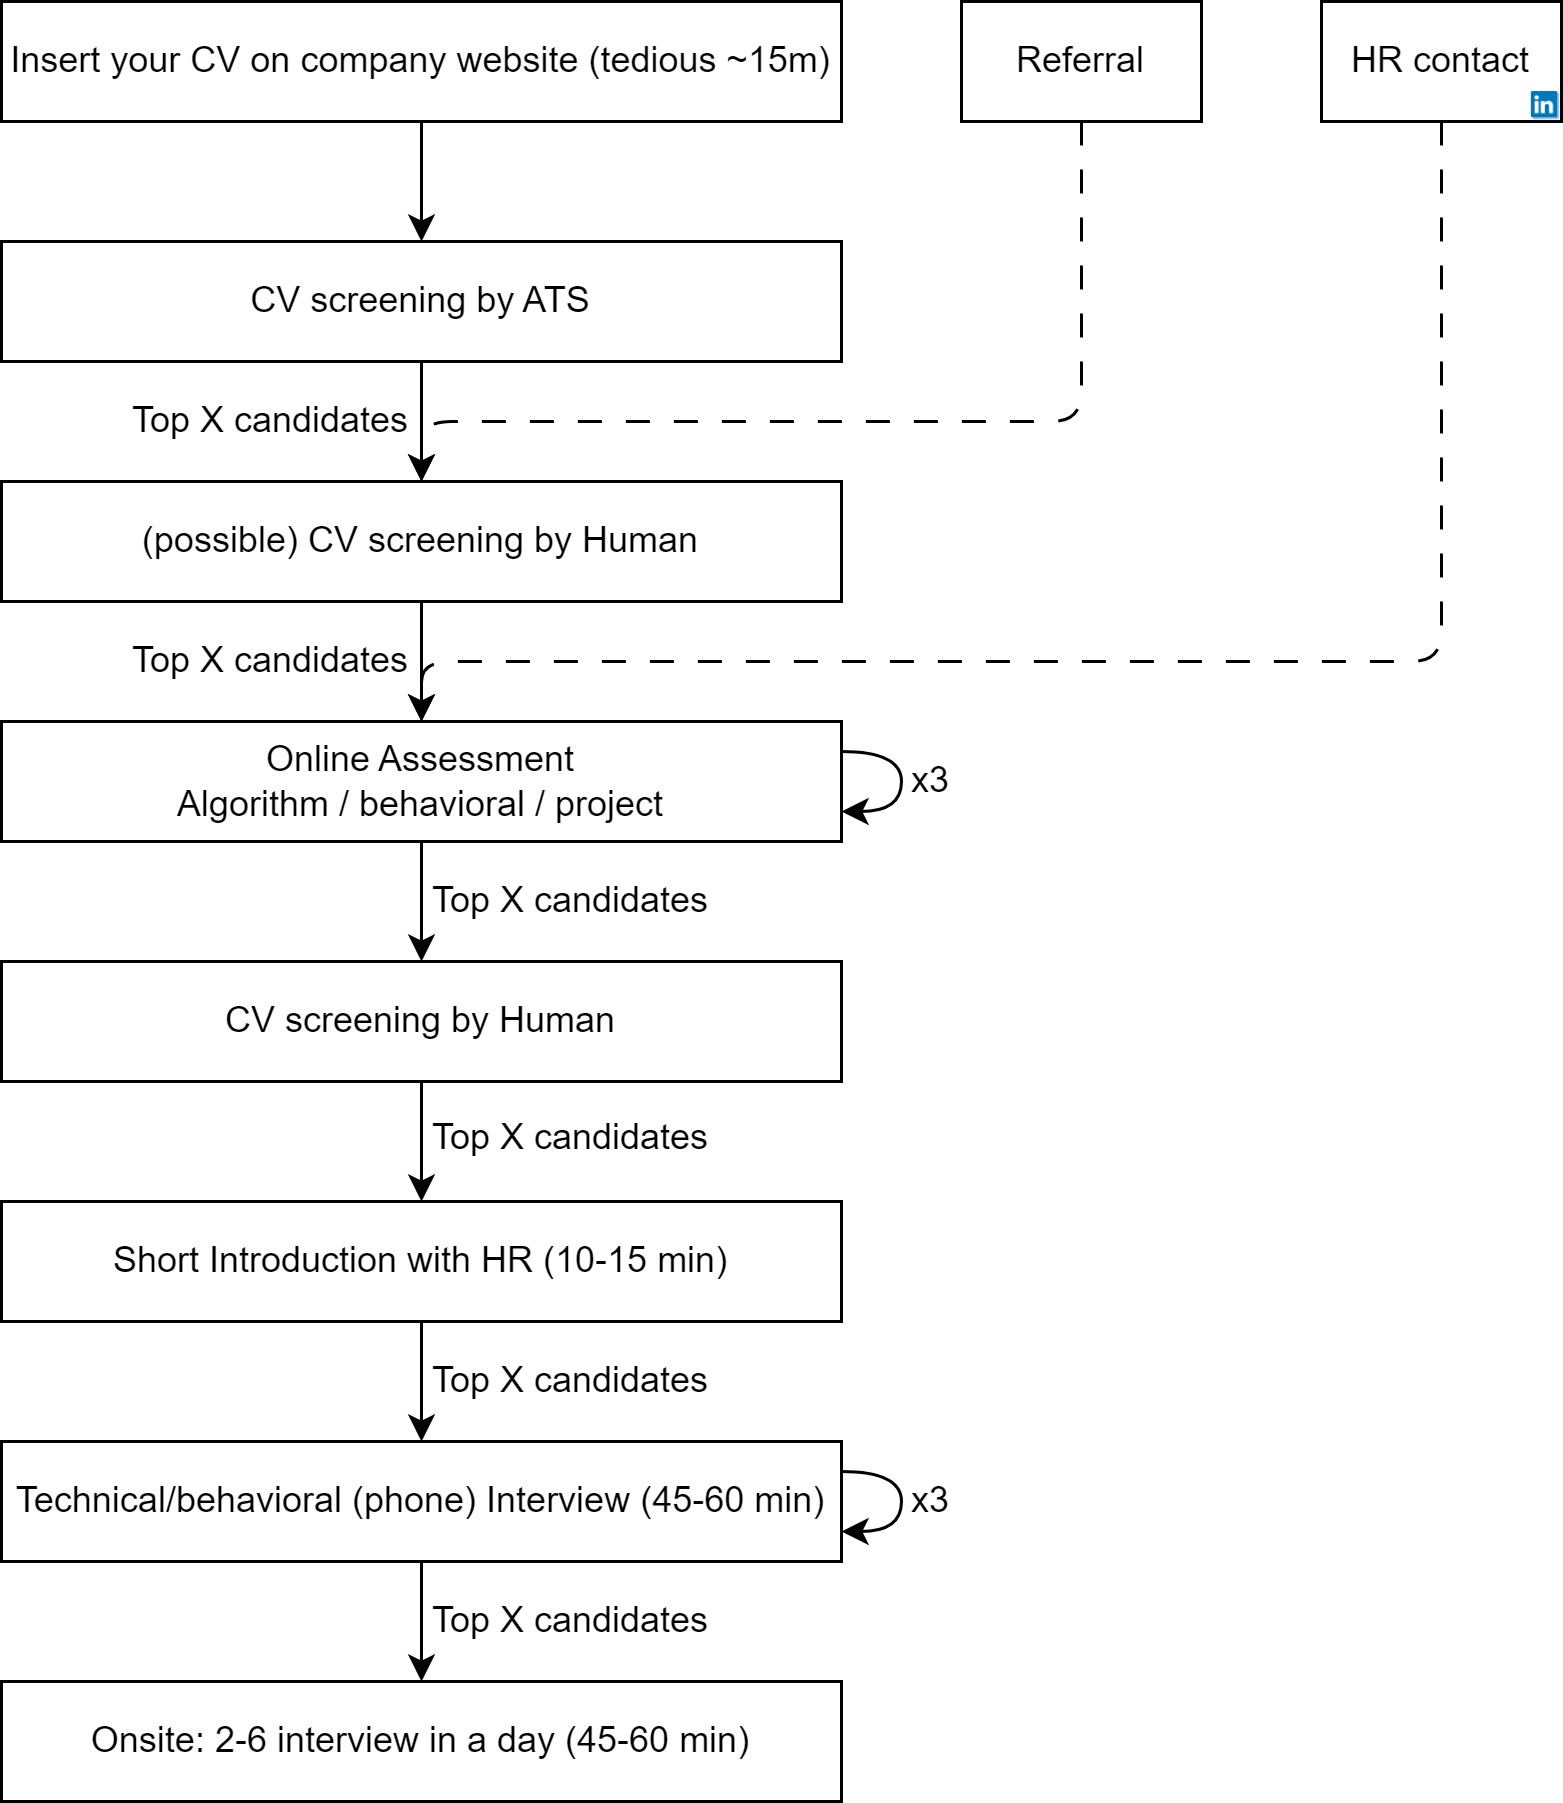 Insert your CV on company website (tedious ~15m)
Referral
HR contact
in
CV screening by ATS
Top X candidates
(possible) CV screening by Human
Top X candidates
Online Assessment
Algorithm / behavioral / project
x3
Top X candidates
CV screening by Human
Top X candidates
Short Introduction with HR (10-15 min)
Top X candidates
Technical/behavioral (phone) Interview (45-60 min)
x3
Top X candidates
Onsite: 2-6 interview in a day (45-60 min)